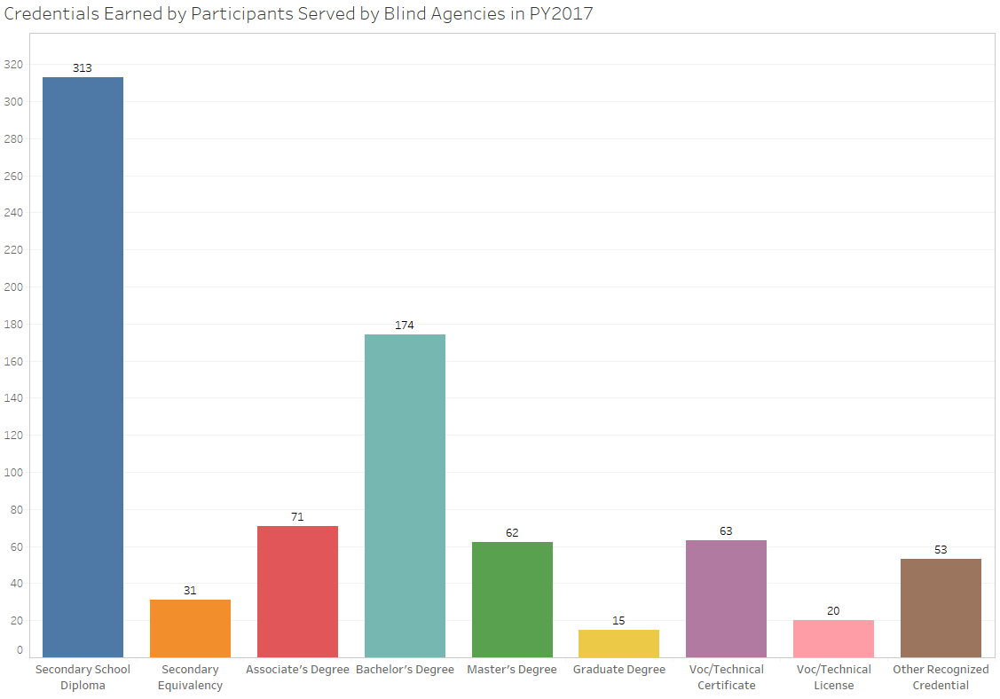 Credentials Earned by Participants Served by Blind Agencies in PY2017
320
300
280
260
240
220
200
180
160
140
120
100
80
60
40
20
0
313
31
71
174
62
15
63
20
53
Secondary School
Diploma
Secondary
Equivalency
Associate's Degree
Bachelor's Degree
Master's Degree
Graduate Degree
Voc/Technical
Certificate
Voc/Technical
License
Other Recognized
Credential